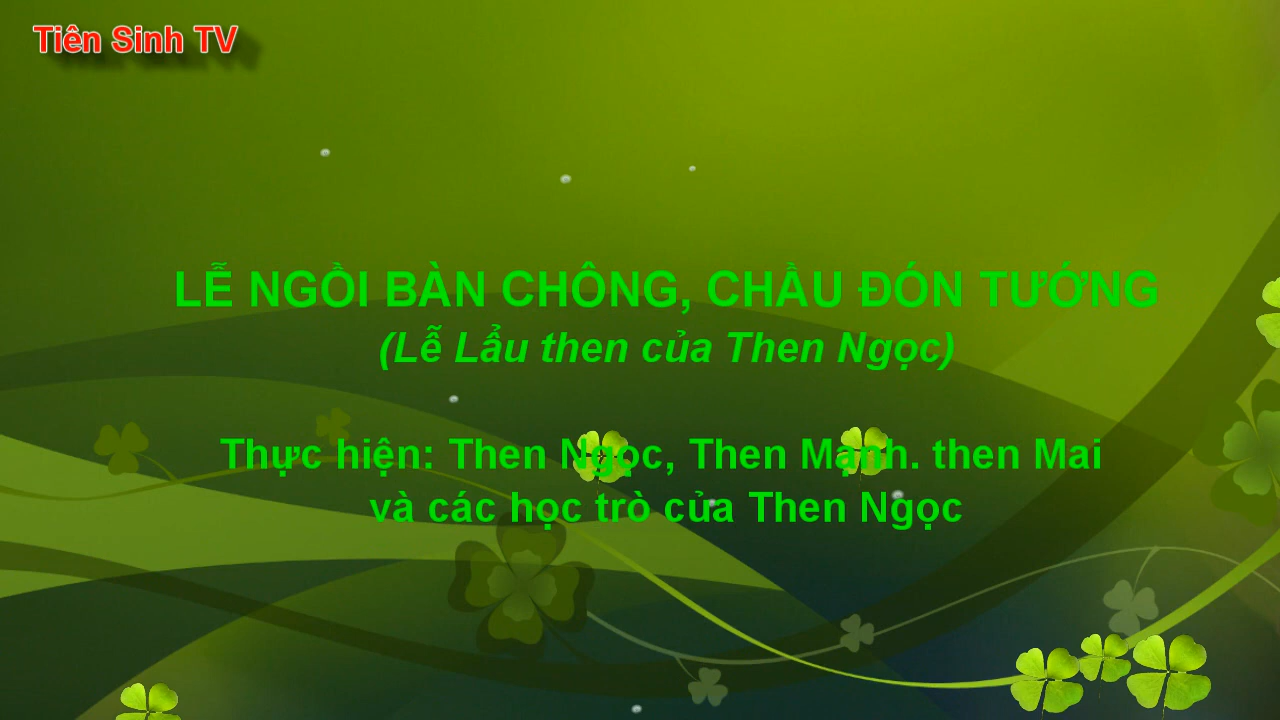 Tiên Sinh TV
LỄ NGỒI BÀN CHÔNG, CHẦU ĐÓN TƯỚNG
(Lễ Lẩu then của Then Ngọc)
Thực hiện: Then Ngọc, Then Mạnh. then Mai
và các học trò của Then Ngọc